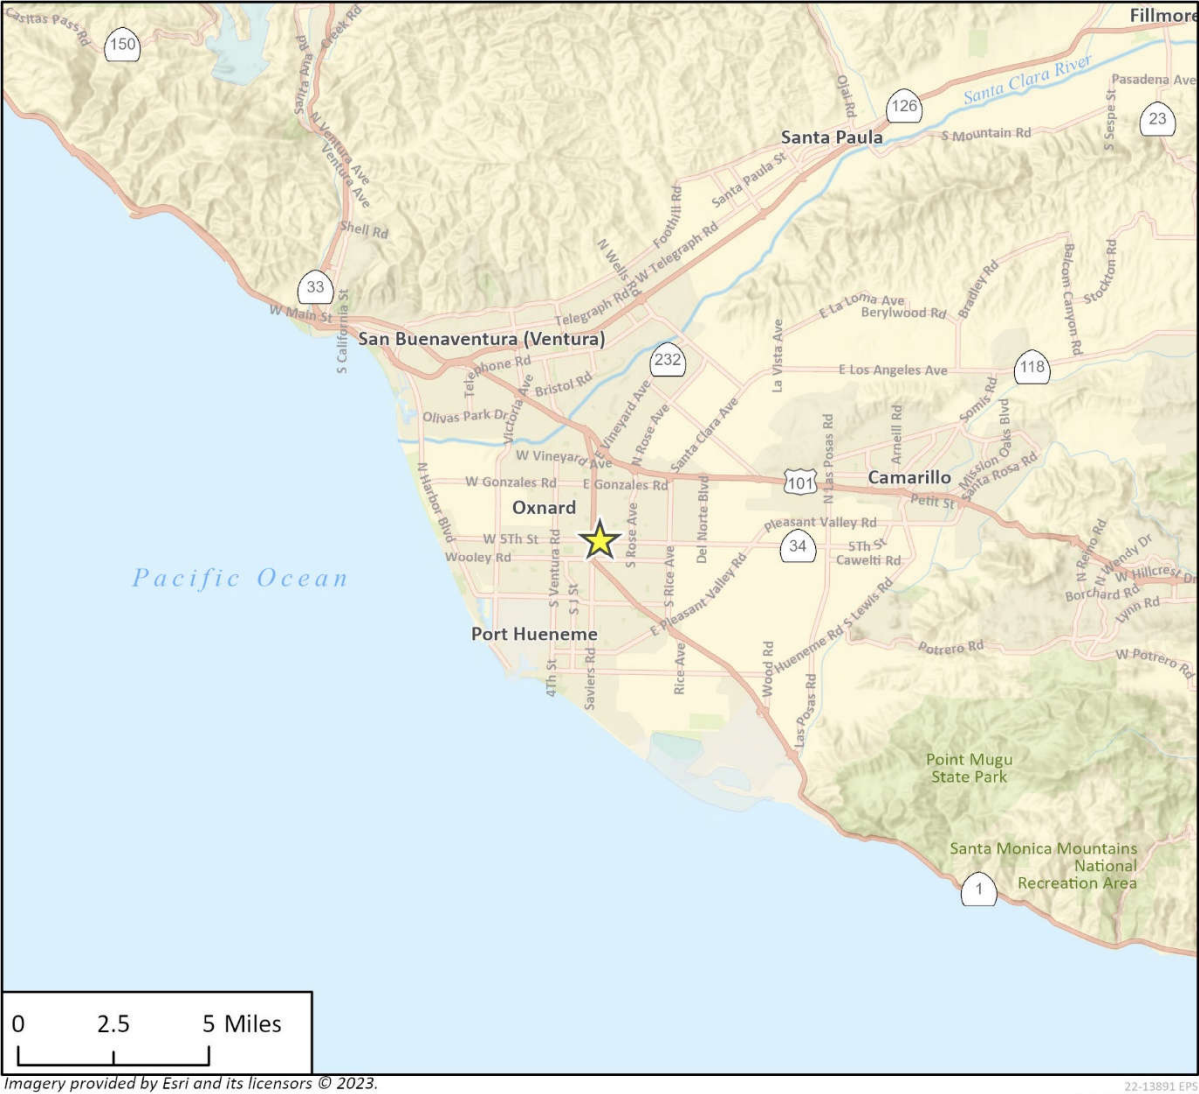 Casitas Pass Rd
150
Santa Ana Rd
Creek Rd
Fillmore
Santa Clara River
Pasadena Ave
Ojai Rd
126
23
S Sespe St
Santa Paula
S Mountain Rd
N Ventura Ave
Ventura Ave
Santa Paula St
Foothill Rd
Shell Rd
N Wells Rd
W Telegraph Rd
Balcom Canyon Rd
Stockton Rd
Bradley Rd
33
W Main St
S California St
Telegraph Rd
E La Loma Ave
Berylwood Rd
San Buenaventura (Ventura)
La Vista Ave
232
118
Telephone Rd
E Los Angeles Ave
Bristol Rd
Victoria Ave
E Vineyard Ave
N Rose Ave
Santa Clara Ave
Somis Rd
Olivas Park Dr
N Las Posas Rd
Arneill Rd
Mission Oaks Blvd
Santa Rosa Rd
W Vineyard Ave
N Harbor Blvd
W Gonzales Rd
E Gonzales Rd
101
Camarillo
Petit St
Oxnard
S Rose Ave
Del Norte Blvd
Pleasant Valley Rd
W 5Th St
34
5Th St
Wooley Rd
Cawelti Rd
N Reino Rd
N Wendy Dr
W Hillcrest Dr
Pacific Ocean
S Ventura Rd
S J St
S Rice Ave
E Pleasant Valley Rd
S Lewis Rd
Borchard Rd
Lynn Rd
Port Hueneme
Hueneme Rd
Potrero Rd
W Potrero Rd
4Th St
Saviers Rd
Rice Ave
Wood Rd
Las Posas Rd
Point Mugu
State Park
Santa Monica Mountains
National
Recreation Area
1
0 2.5 5 Miles
Imagery provided by Esri and its licensors © 2023.
22-13891 EPS